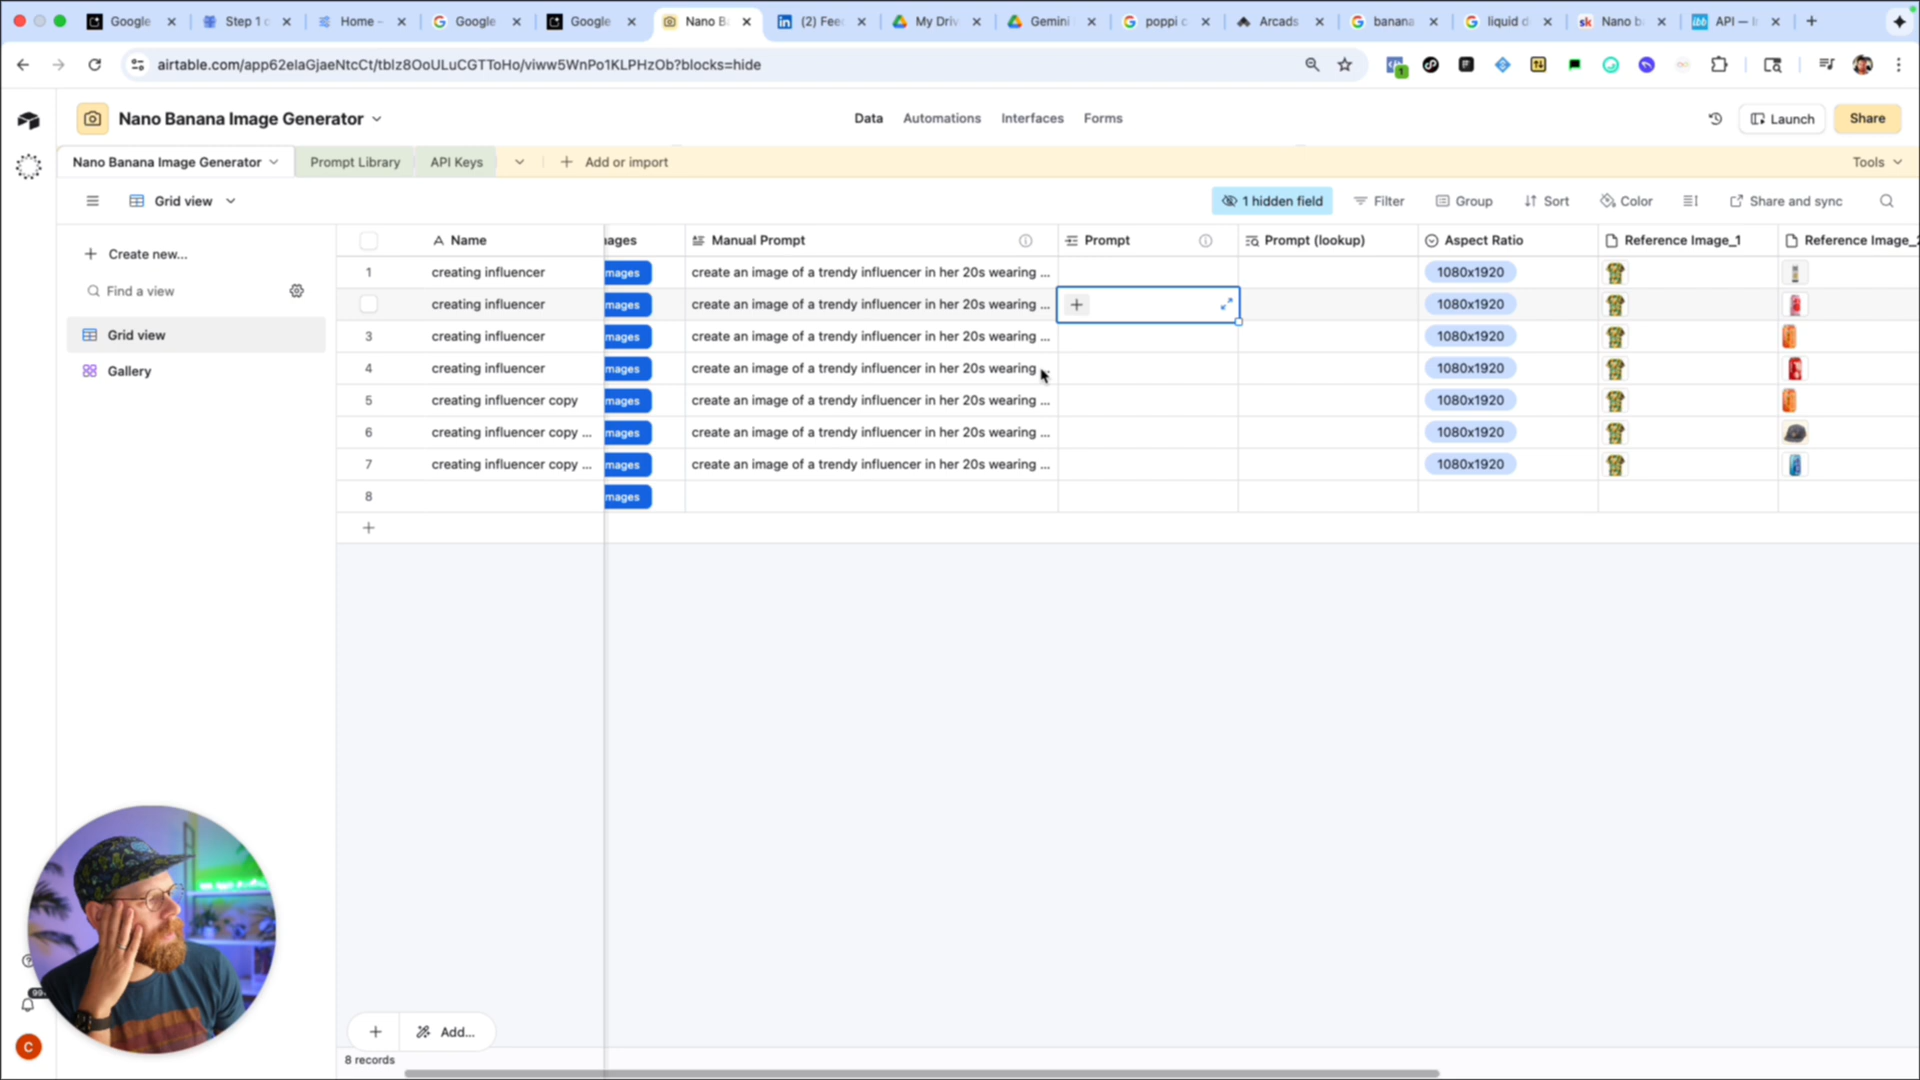 Google
Step 1 o
Home -
Google
Google
Nano B
(2) Fee
My Driv
Gemini
poppi c
Arcads
banana
liquid d
Nano b
API — I
airtable.com/app62elaGjaeNtcCt/tblz8OoULuCGTToHo/viww5WnPo1KLPHzOb?blocks=hide
Nano Banana Image Generator
Data
Automations
Interfaces
Forms
Launch
Share
Nano Banana Image Generator
Prompt Library
API Keys
Add or import
Tools
Grid view
1 hidden field
Filter
Group
Sort
Color
Share and sync
Create new...
Find a view
Grid view
Gallery
Name
ages
Manual Prompt
Prompt
Prompt (lookup)
Aspect Ratio
Reference Image_1
Reference Image_2
1 creating influencer mages create an image of a trendy influencer in her 20s wearing ... 1080x1920
creating influencer mages create an image of a trendy influencer in her 20s wearing ... 1080x1920
3 creating influencer mages create an image of a trendy influencer in her 20s wearing ... 1080x1920
4 creating influencer mages create an image of a trendy influencer in her 20s wearing 1080x1920
5 creating influencer copy mages create an image of a trendy influencer in her 20s wearing ... 1080x1920
6 creating influencer copy ... mages create an image of a trendy influencer in her 20s wearing ... 1080x1920
7 creating influencer copy ... mages create an image of a trendy influencer in her 20s wearing ... 1080x1920
8 mages
99+
C
Add...
8 records